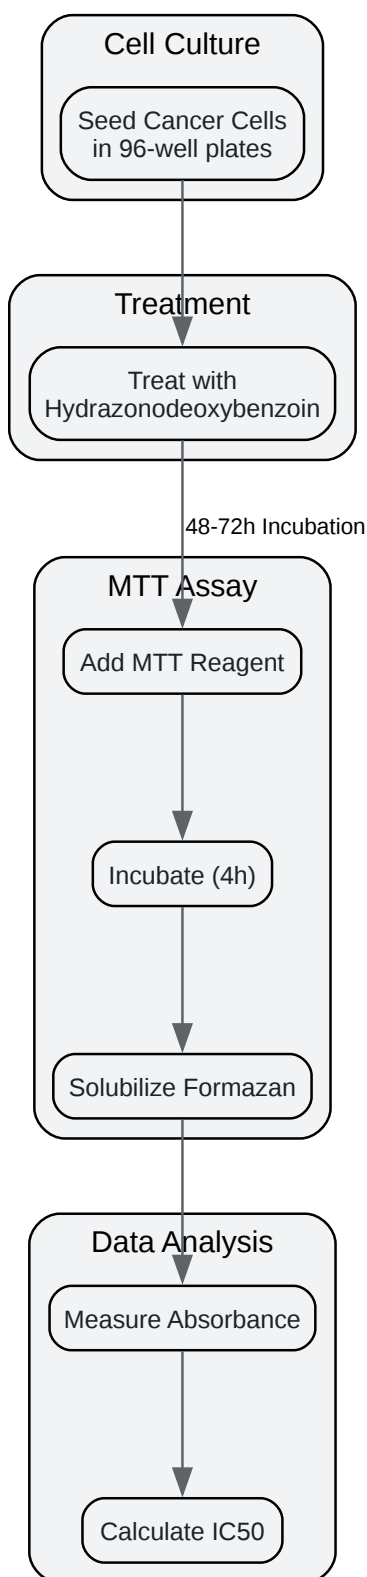 Cell Culture
Seed Cancer Cells
in 96-well plates
Treatment
Treat with
Hydrazonodeoxybenzoin
48-72h Incubation
MTT Assay
Add MTT Reagent
Incubate (4h)
Solubilize Formazan
Data Analysis
Measure Absorbance
Calculate IC50